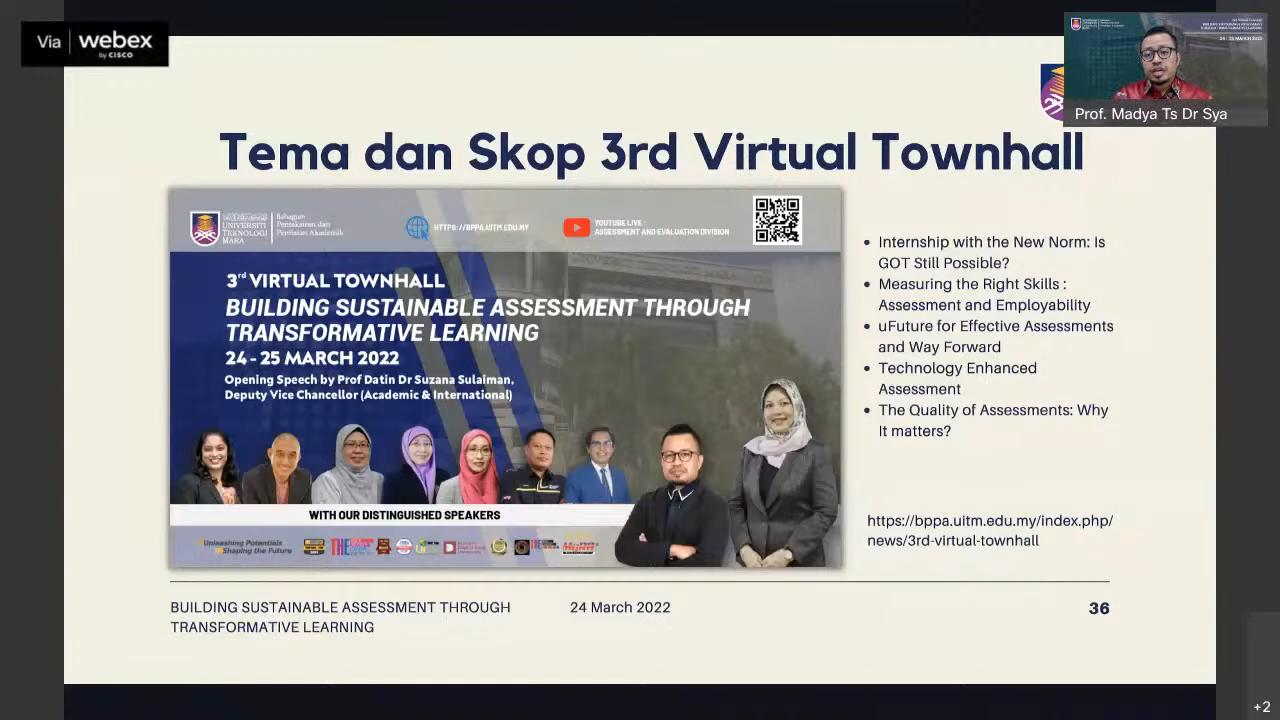 Via webex
by CISCO
Prof. Madya Ts Dr Sya
Tema dan Skop 3rd Virtual Townhall
UNIVERSITI
TEKNOLOGI
MARA
Bahagian
Pentaksiran dan
Penilaian Akademik
HTTPS://BPPA.UITM.EDU.MY
YOUTUBE LIVE :
ASSESSMENT AND EVALUATION DIVISION
3rd VIRTUAL TOWNHALL
BUILDING SUSTAINABLE ASSESSMENT THROUGH
TRANSFORMATIVE LEARNING
24 - 25 MARCH 2022
Opening Speech by Prof Datin Dr Suzana Sulaiman,
Deputy Vice Chancellor (Academic & International)
WITH OUR DISTINGUISHED SPEAKERS
Unleashing Potentials
Shaping the Future
• Internship with the New Norm: Is
GOT Still Possible?
• Measuring the Right Skills :
Assessment and Employability
• uFuture for Effective Assessments
and Way Forward
• Technology Enhanced
Assessment
• The Quality of Assessments: Why
It matters?
https://bppa.uitm.edu.my/index.php/
news/3rd-virtual-townhall
BUILDING SUSTAINABLE ASSESSMENT THROUGH
TRANSFORMATIVE LEARNING
24 March 2022
36
+2